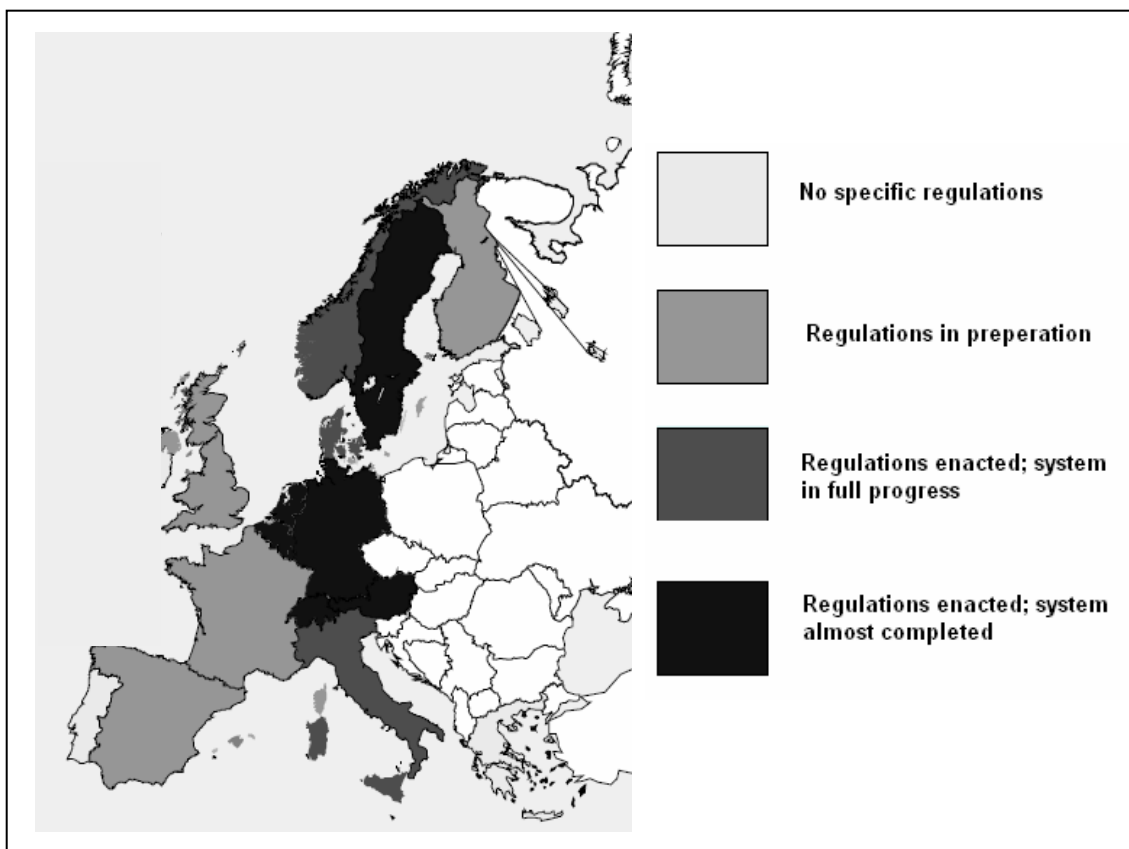 No specific regulations
Regulations in preperation
Regulations enacted; system
in full progress
Regulations enacted; system
almost completed